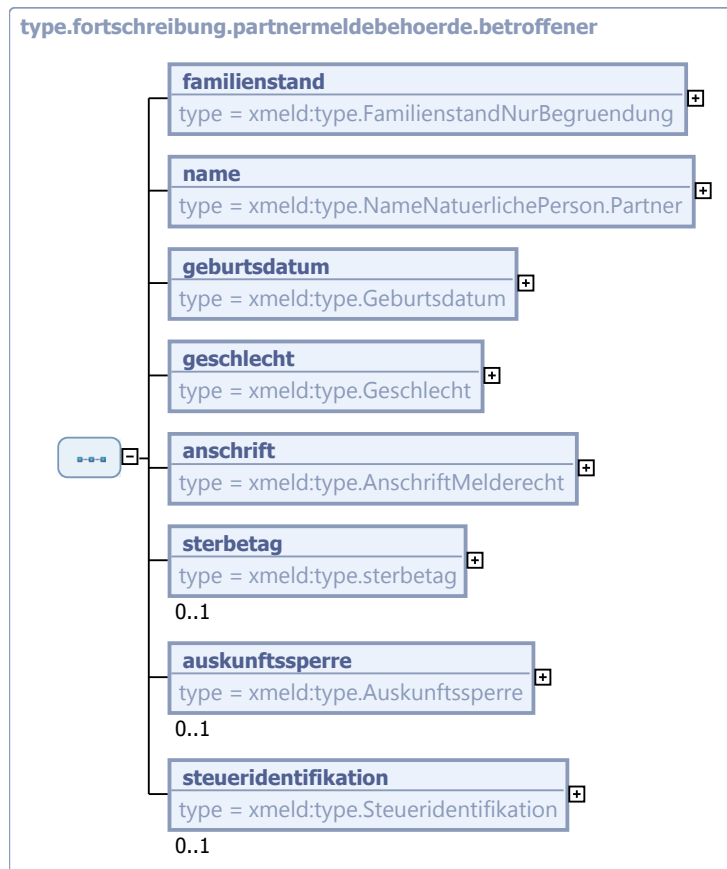 type.fortschreibung.partnermeldebehoerde.betroffener
familienstand
type = xmeld:type.FamilienstandNurBegruendung
name
type = xmeld:type.NameNatuerlichePerson.Partner
geburtsdatum
type = xmeld:type.Geburtsdatum
geschlecht
type = xmeld:type.Geschlecht
anschrift
type = xmeld:type.AnschriftMelderecht
sterbetag
type = xmeld:type.sterbetag
0..1
auskunftssperre
type = xmeld:type.Auskunftssperre
0..1
steueridentifikation
type = xmeld:type.Steueridentifikation
0..1